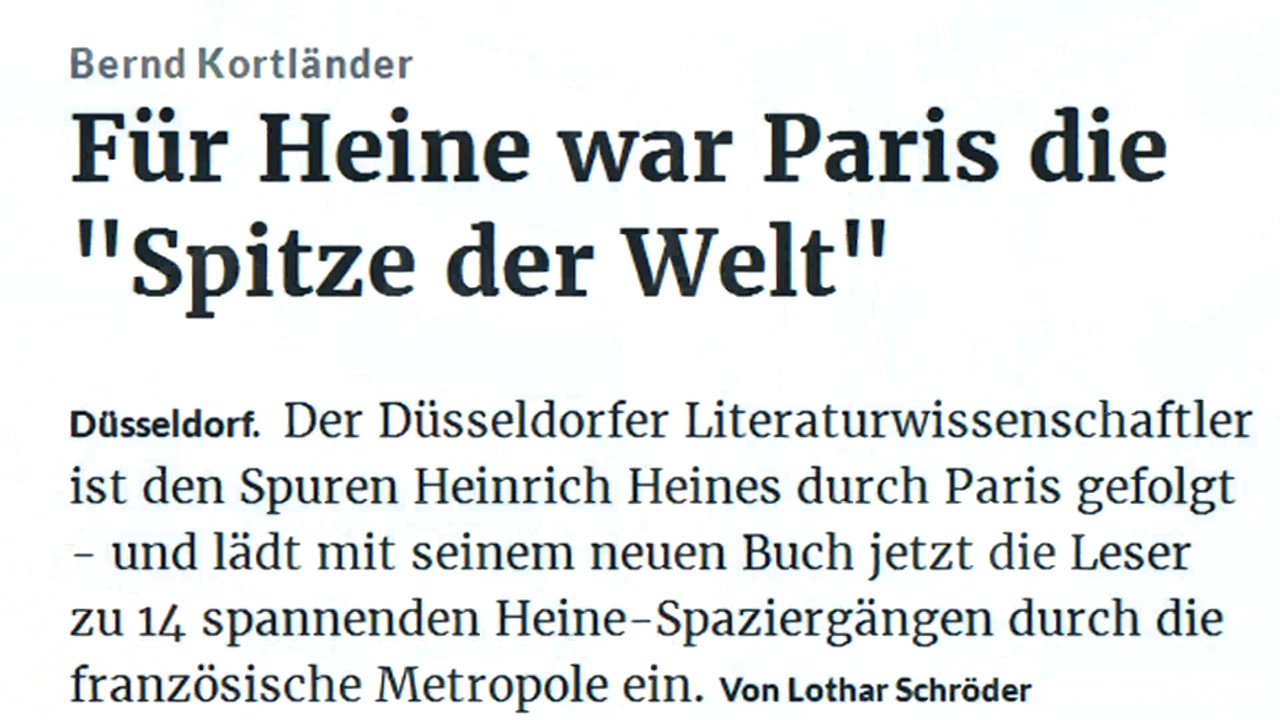 Bernd Kortländer
Für Heine war Paris die
"Spitze der Welt"
Düsseldorf. Der Düsseldorfer Literaturwissenschaftler
ist den Spuren Heinrich Heines durch Paris gefolgt
- und lädt mit seinem neuen Buch jetzt die Leser
zu 14 spannenden Heine-Spaziergängen durch die
französische Metropole ein. Von Lothar Schröder